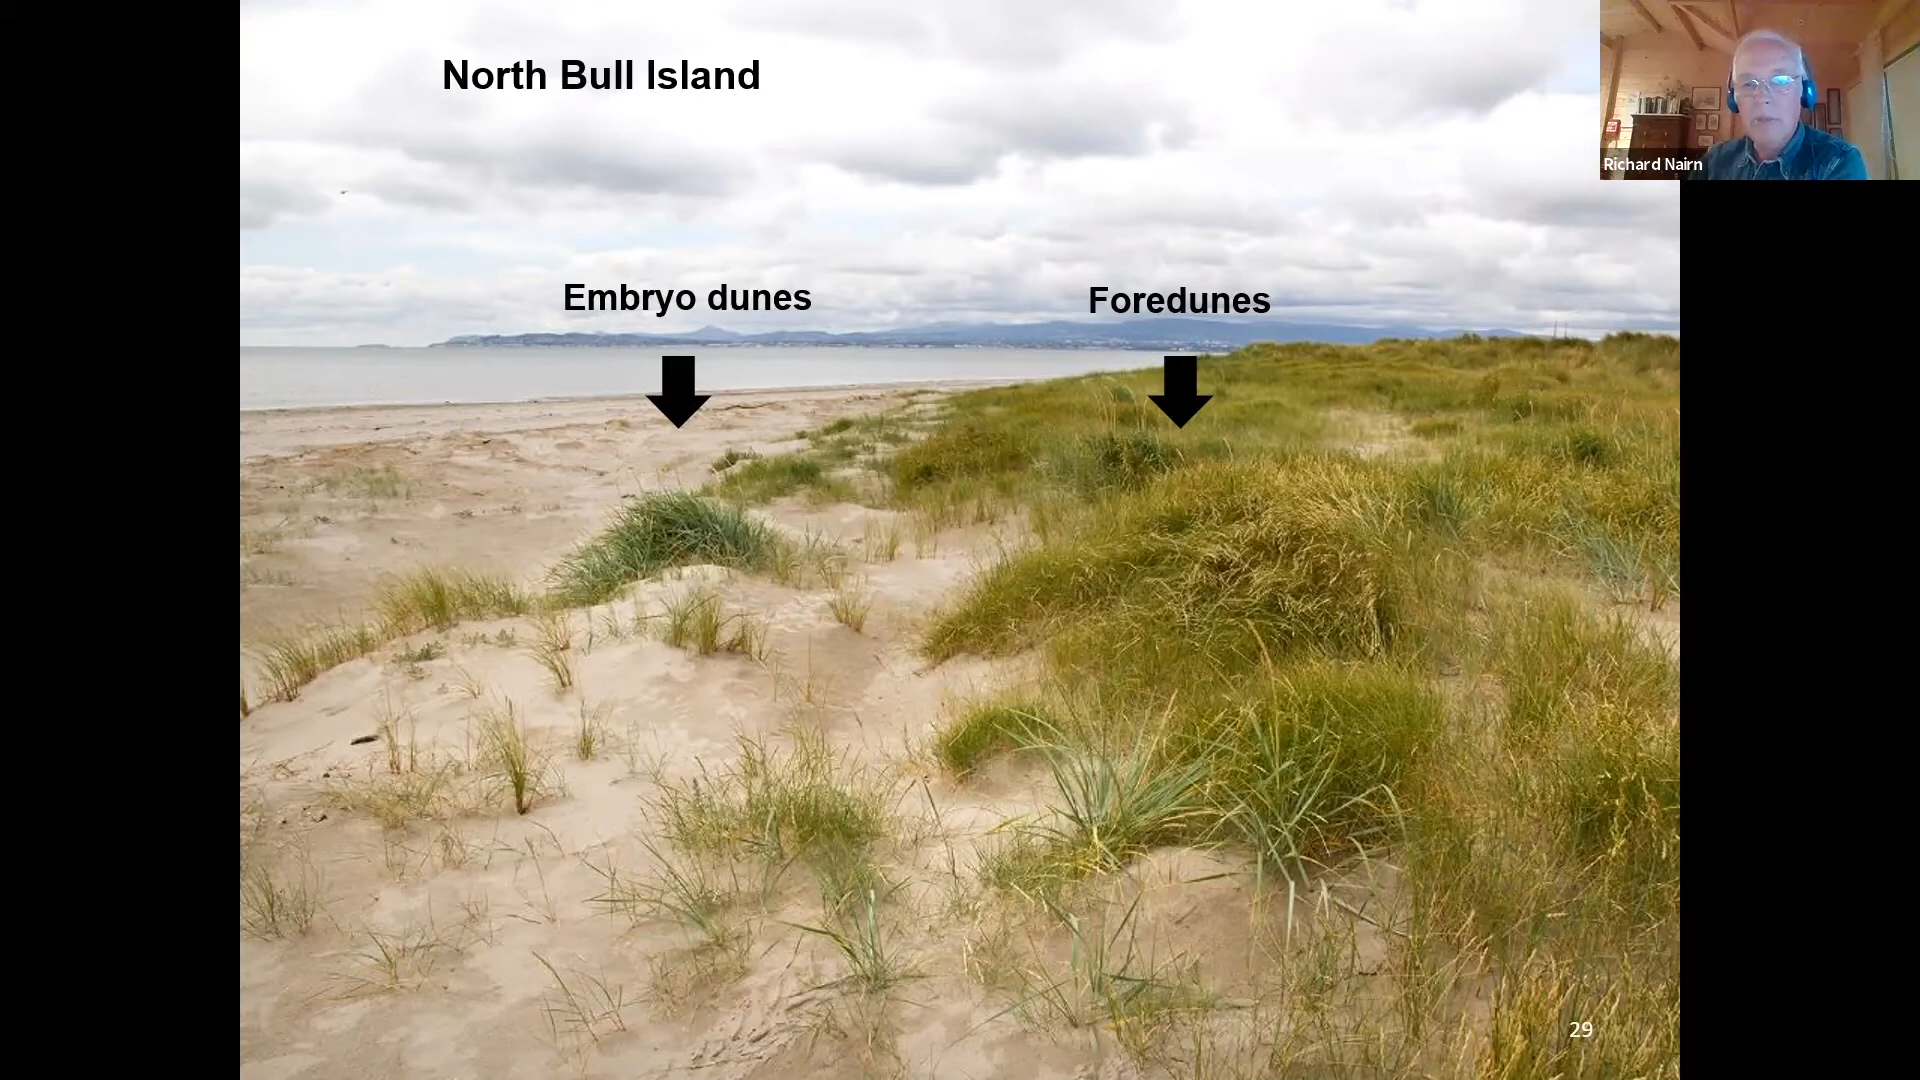 North Bull Island
Richard Nairn
Embryo dunes
Foredunes
29